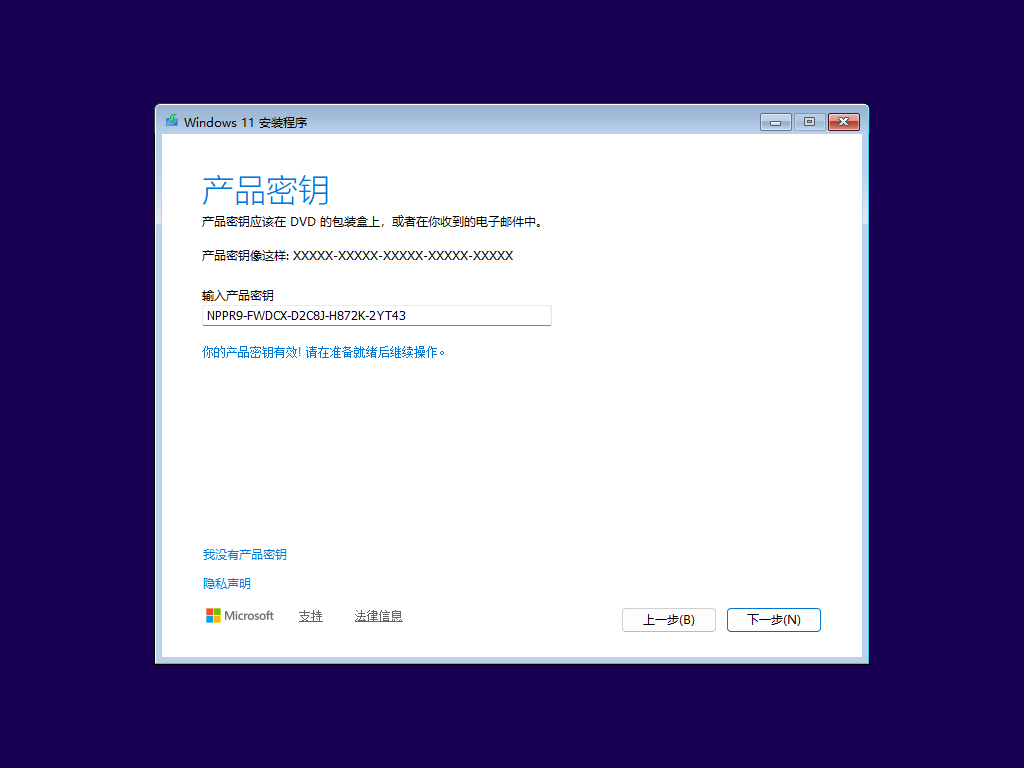 Windows 11 安装程序
产品密钥
产品密钥应该在 DVD 的包装盒上，或者在你收到的电子邮件中。
产品密钥像这样: XXXXX-XXXXX-XXXXX-XXXXX-XXXXX
输入产品密钥
NPPR9-FWDCX-D2C8J-H872K-2YT43
你的产品密钥有效! 请在准备就绪后继续操作。
我没有产品密钥
隐私声明
Microsoft 支持 法律信息 上一步(B) 下一步(N)